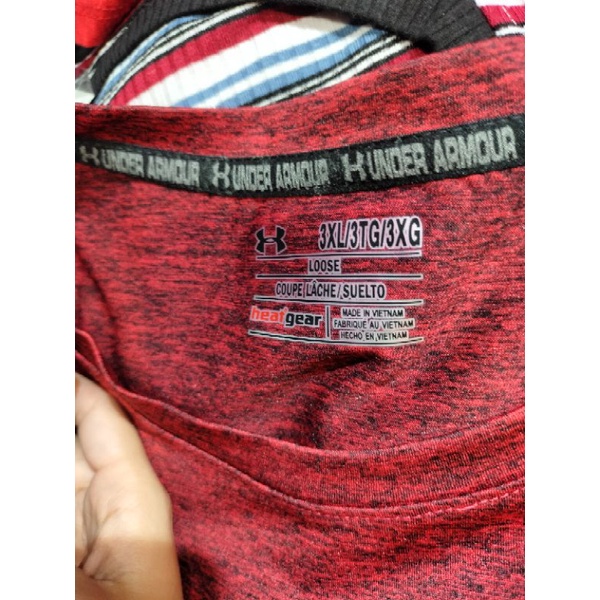 UNDER ARMOUR UNDER ARMOUR UNDER ARMOUR
3XL/3TG/3XG
LOOSE
COUPE LÂCHE/SUELTO
heatgear
MADE IN VIETNAM
FABRIQUÉ AU VIETNAM
HECHO EN VIETNAM